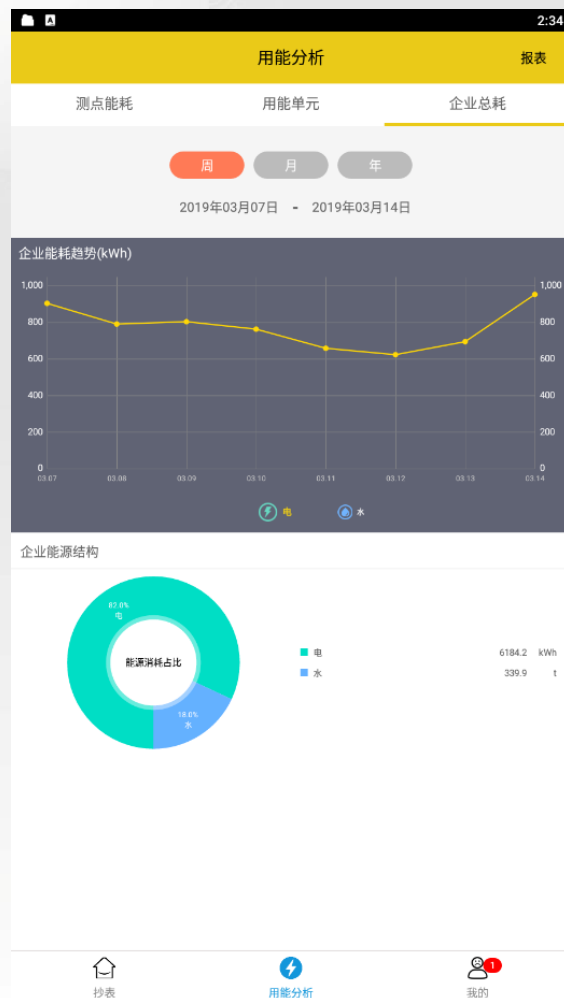 A 2:34
用能分析 报表
测点能耗 用能单元 企业总耗
周 月 年
2019年03月07日 - 2019年03月14日
企业能耗趋势(kWh)
1,000 1,000
800 800
600 600
400 400
200 200
0 0
03.07 03.08 03.09 03.10 03.11 03.12 03.13 03.14
电 水
企业能源结构
82.0%
电
能源消耗占比
18.0%
水
电 6184.2 kWh
水 339.9 t
1
抄表 用能分析 我的